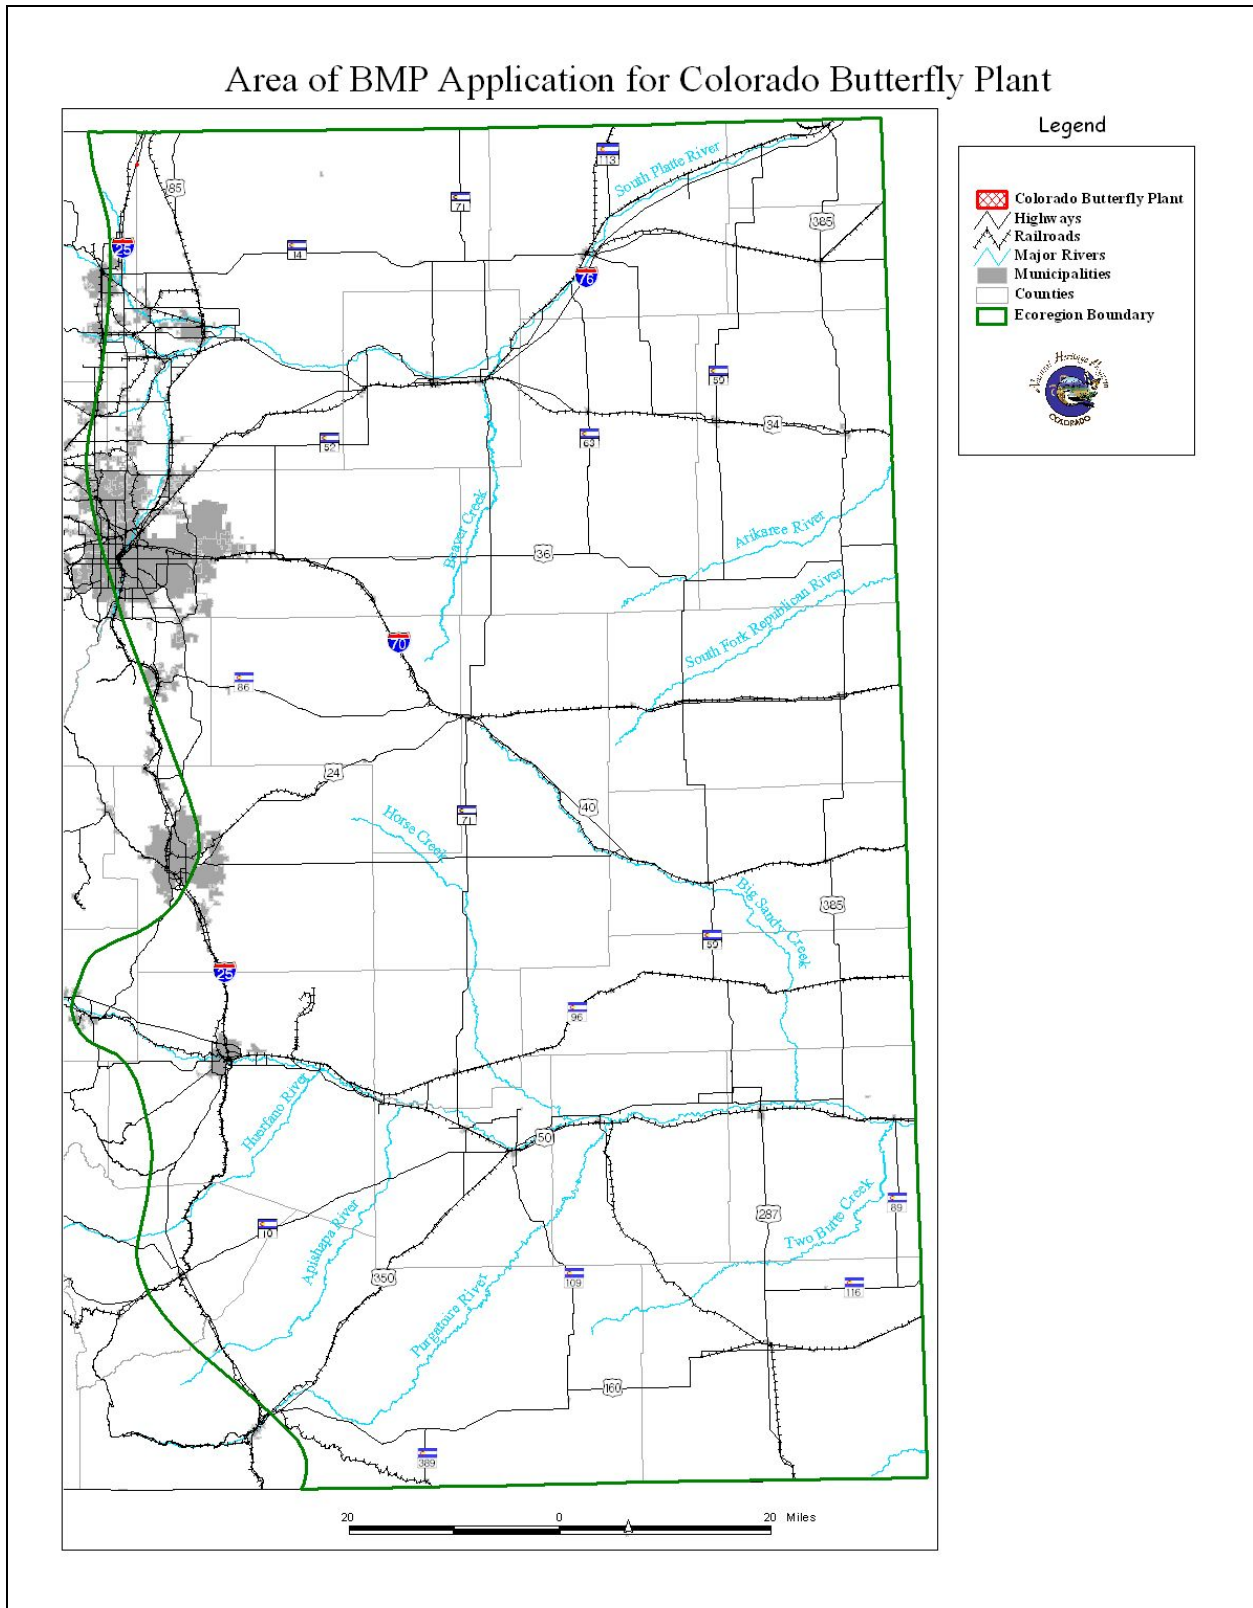 Area of BMP Application for Colorado Butterfly Plant
Legend
Colorado Butterfly Plant
Highways
Railroads
Major Rivers
Municipalities
Counties
Ecoregion Boundary
Natural Heritage Program
COLORADO
113
South Platte River
85
71
385
25
14
76
59
34
52
63
Beaver Creek
Arikaree River
36
South Fork Republican River
70
86
24
40
Horse Creek
71
Big Sandy Creek
385
59
25
96
Huerfano River
50
Apishapa River
Two Butte Creek
89
287
10
350
109
116
Purgatoire River
160
389
20 0 20 Miles